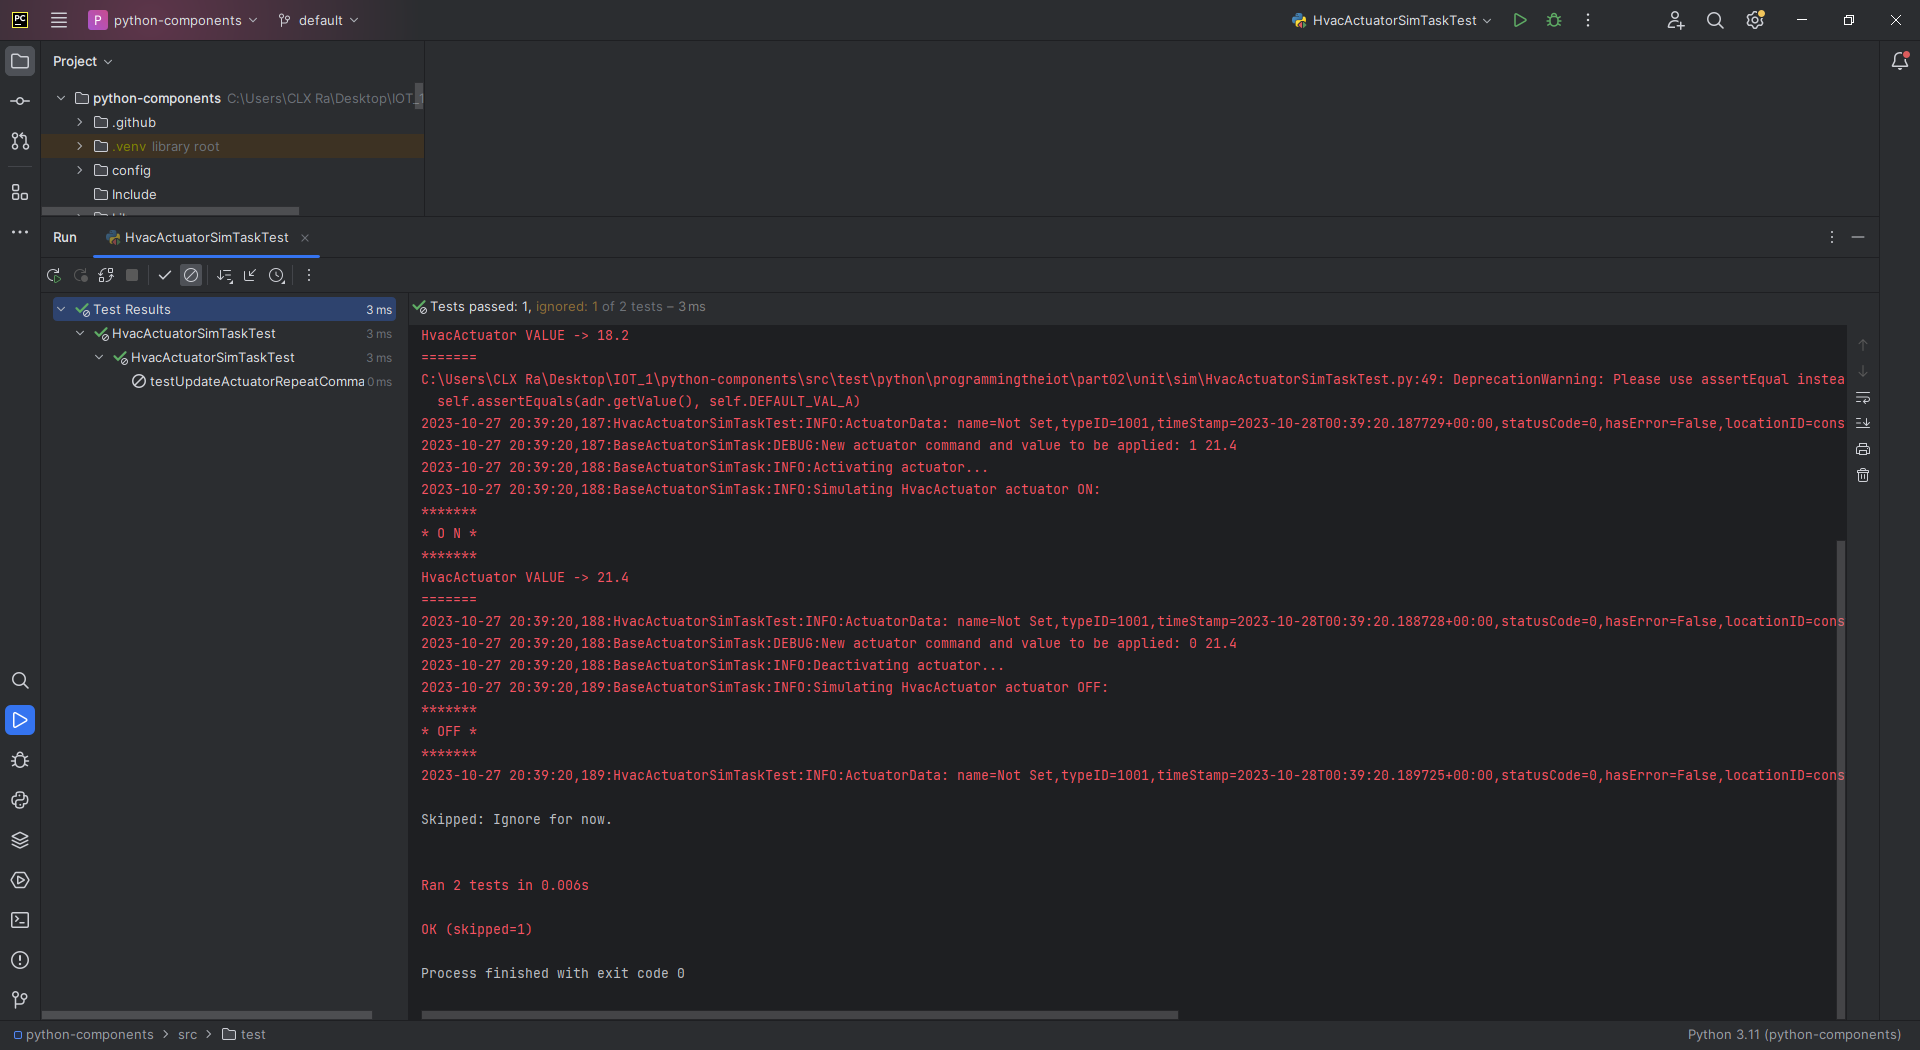 PC
P python-components default HvacActuatorSimTaskTest
Project
python-components C:\Users\CLX Ra\Desktop\IOT_1
.github
.venv library root
config
Include
Run HvacActuatorSimTaskTest
Test Results 3 ms
HvacActuatorSimTaskTest 3 ms
HvacActuatorSimTaskTest 3 ms
testUpdateActuatorRepeatComma 0 ms
Tests passed: 1, ignored: 1 of 2 tests – 3 ms
HvacActuator VALUE -> 18.2
=======
C:\Users\CLX Ra\Desktop\IOT_1\python-components\src\test\python\programmingtheiot\part02\unit\sim\HvacActuatorSimTaskTest.py:49: DeprecationWarning: Please use assertEqual instea
self.assertEquals(adr.getValue(), self.DEFAULT_VAL_A)
2023-10-27 20:39:20,187:HvacActuatorSimTaskTest:INFO:ActuatorData: name=Not Set,typeID=1001,timeStamp=2023-10-28T00:39:20.187729+00:00,statusCode=0,hasError=False,locationID=cons
2023-10-27 20:39:20,187:BaseActuatorSimTask:DEBUG:New actuator command and value to be applied: 1 21.4
2023-10-27 20:39:20,188:BaseActuatorSimTask:INFO:Activating actuator...
2023-10-27 20:39:20,188:BaseActuatorSimTask:INFO:Simulating HvacActuator actuator ON:
*******
* O N *
*******
HvacActuator VALUE -> 21.4
=======
2023-10-27 20:39:20,188:HvacActuatorSimTaskTest:INFO:ActuatorData: name=Not Set,typeID=1001,timeStamp=2023-10-28T00:39:20.188728+00:00,statusCode=0,hasError=False,locationID=cons
2023-10-27 20:39:20,188:BaseActuatorSimTask:DEBUG:New actuator command and value to be applied: 0 21.4
2023-10-27 20:39:20,188:BaseActuatorSimTask:INFO:Deactivating actuator...
2023-10-27 20:39:20,189:BaseActuatorSimTask:INFO:Simulating HvacActuator actuator OFF:
*******
* OFF *
*******
2023-10-27 20:39:20,189:HvacActuatorSimTaskTest:INFO:ActuatorData: name=Not Set,typeID=1001,timeStamp=2023-10-28T00:39:20.189725+00:00,statusCode=0,hasError=False,locationID=cons
Skipped: Ignore for now.
Ran 2 tests in 0.006s
OK (skipped=1)
Process finished with exit code 0
python-components > src > test Python 3.11 (python-components)